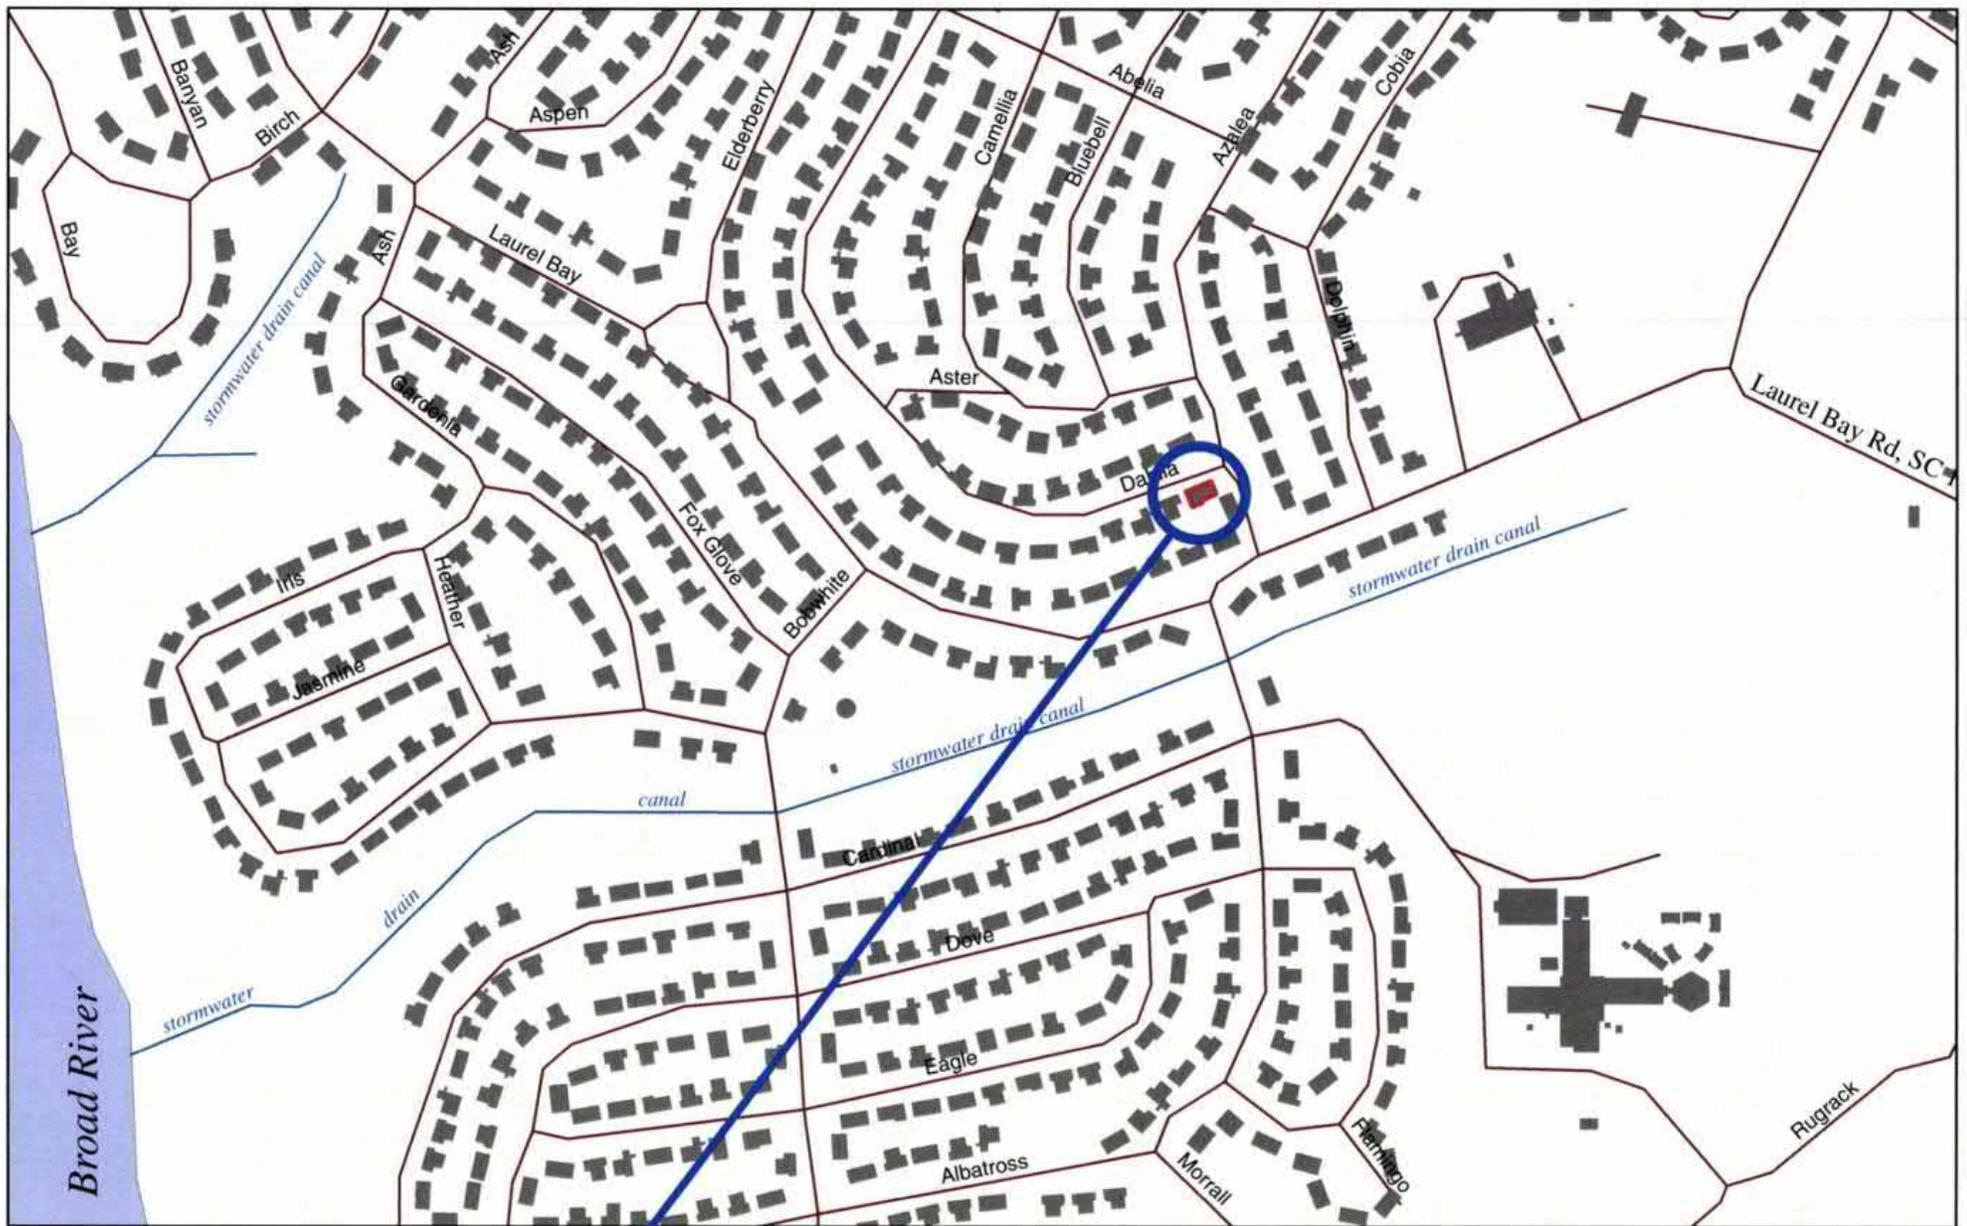 Ash
Cobia
Banyan
Abelia
Aspen
Birch
Elderberry
Camellia
Bluebell
Azalea
Bay
Ash
Laurel Bay
stormwater drain canal
Dolphin
Aster
Gardenia
Laurel Bay Rd, SC
Dahlia
Fox Glove
stormwater drain canal
Iris
Heather
Bobwhite
Jasmine
stormwater drain canal
canal
Cardinal
drain
Dove
stormwater
Broad River
Eagle
Rugrack
Albatross
Morrall
Flamingo